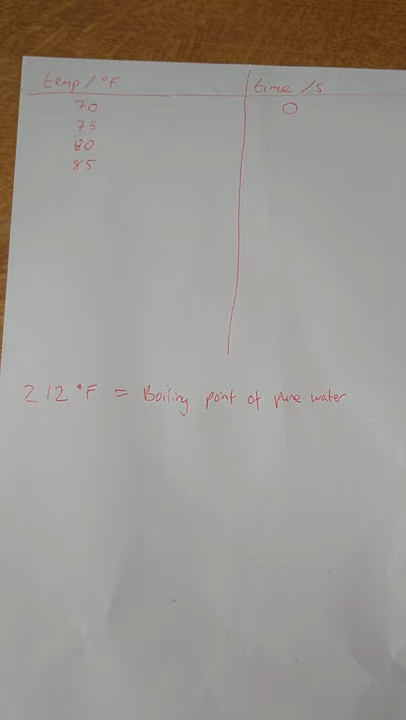 temp / °F time / s
70 0
75
80
85
212 °F = Boiling point of pure water